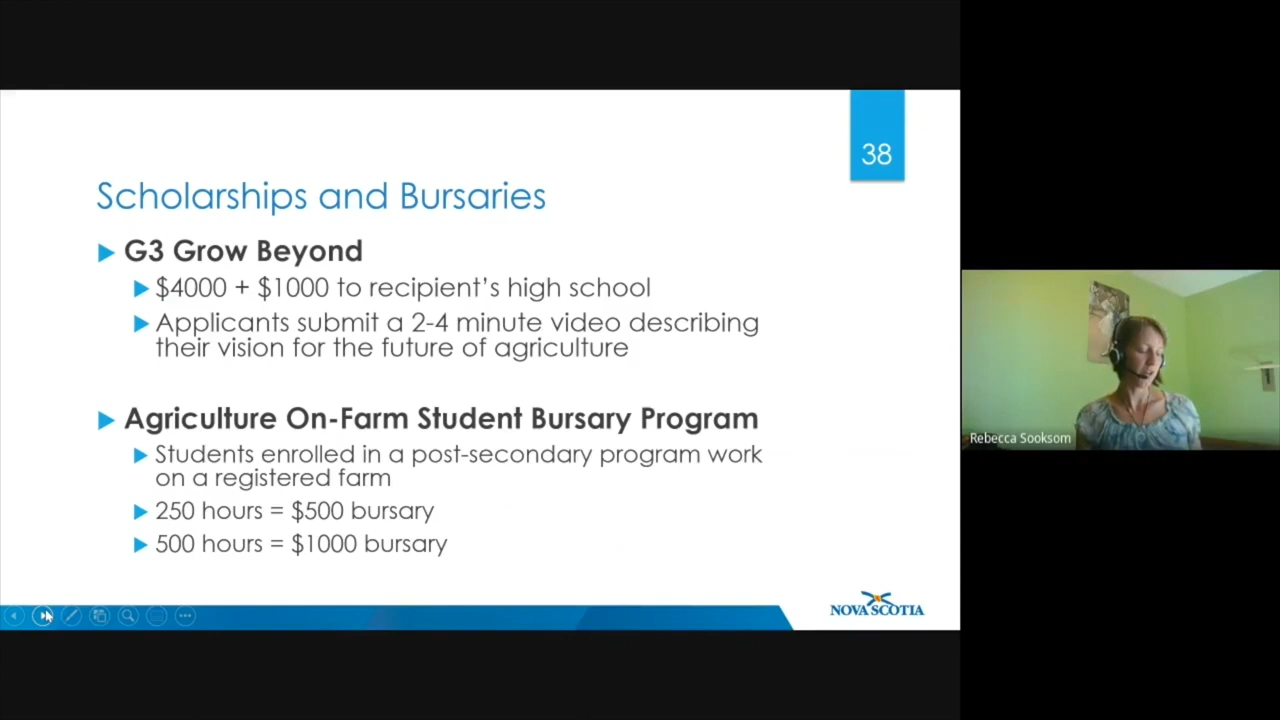 38
Scholarships and Bursaries
G3 Grow Beyond
$4000 + $1000 to recipient's high school
Applicants submit a 2-4 minute video describing
their vision for the future of agriculture
Agriculture On-Farm Student Bursary Program
Students enrolled in a post-secondary program work
on a registered farm
250 hours = $500 bursary
500 hours = $1000 bursary
NOVA SCOTIA
Rebecca Sooksom